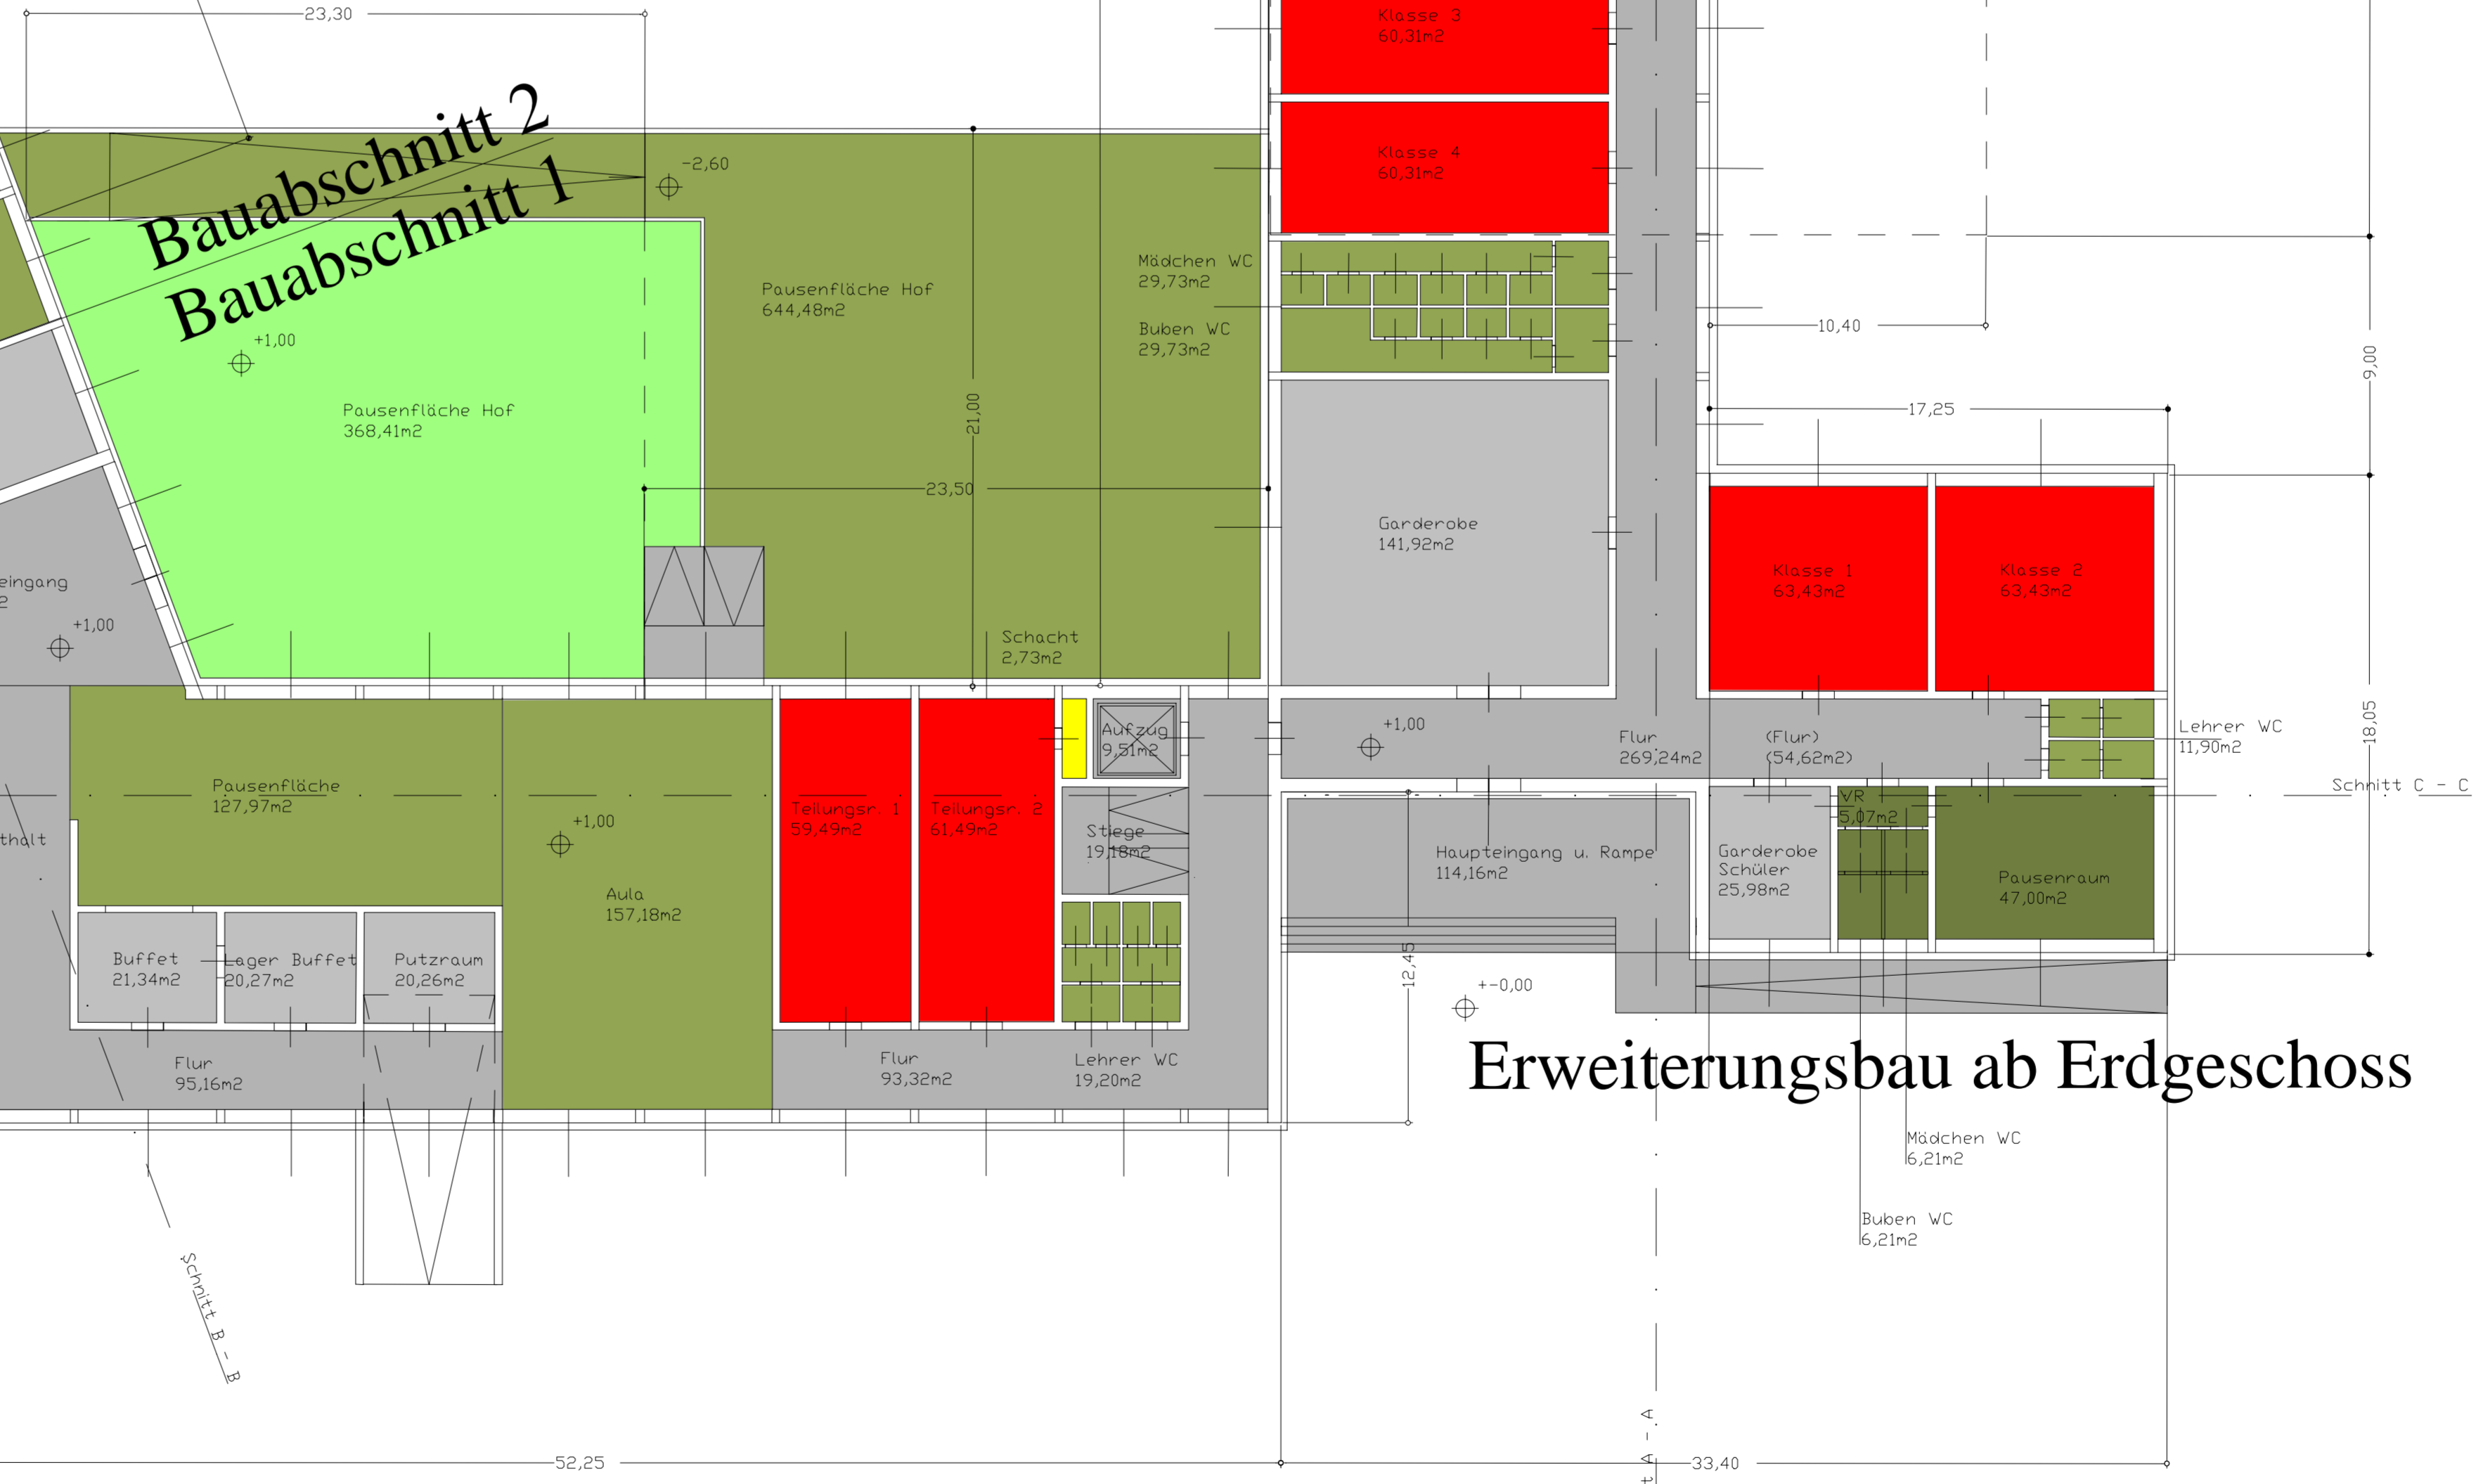 23,30
Klasse 3
60,31m2
Bauabschnitt 2
Bauabschnitt 1
-2,60
Klasse 4
60,31m2
Mädchen WC
29,73m2
Pausenfläche Hof
644,48m2
Buben WC
29,73m2
10,40
9,00
+1,00
Pausenfläche Hof
368,41m2
21,00
17,25
23,50
Garderobe
141,92m2
Klasse 1
63,43m2
Klasse 2
63,43m2
eingang
2
+1,00
Schacht
2,73m2
+1,00
Aufzug
9,51m2
Flur
269,24m2
(Flur)
(54,62m2)
Lehrer WC
11,90m2
18,05
Schnitt C - C
Pausenfläche
127,97m2
Teilungsr. 1
59,49m2
Teilungsr. 2
61,49m2
+1,00
Stiege
19,18m2
VR
5,07m2
thalt
Haupteingang u. Rampe
114,16m2
Garderobe
Schüler
25,98m2
Pausenraum
47,00m2
Aula
157,18m2
Buffet
21,34m2
Lager Buffet
20,27m2
Putzraum
20,26m2
12,45
+-0,00
Flur
95,16m2
Flur
93,32m2
Lehrer WC
19,20m2
Erweiterungsbau ab Erdgeschoss
Mädchen WC
6,21m2
Buben WC
6,21m2
Schnitt B - B
t A - A
52,25
33,40